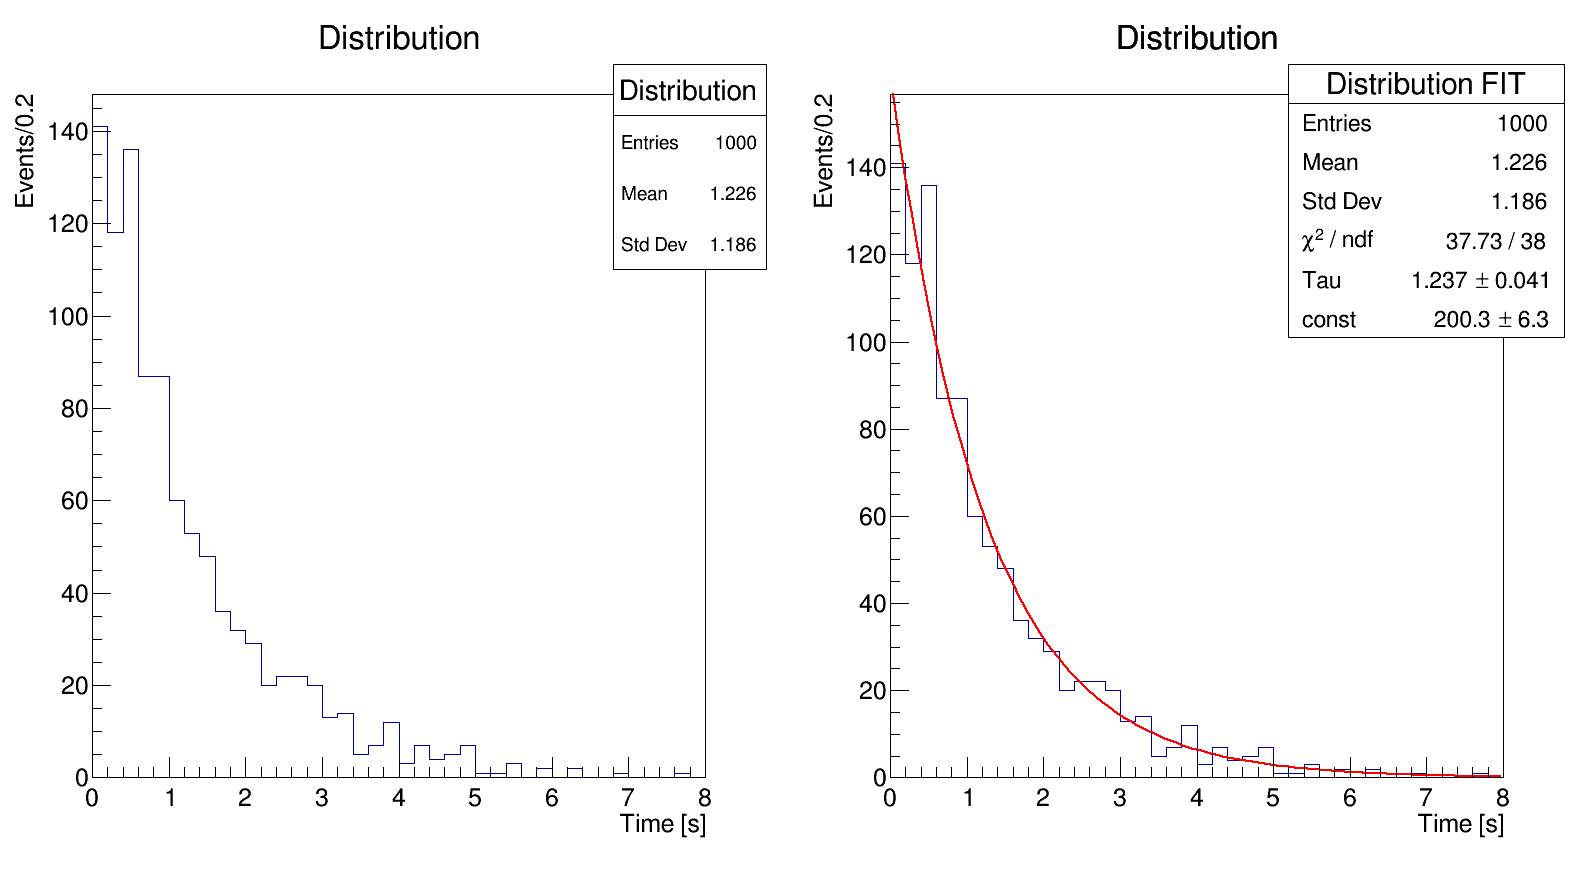 Distribution
Events/0.2
140
120
100
80
60
40
20
0
0 1 2 3 4 5 6 7 8
Time [s]
Distribution
Entries 1000
Mean 1.226
Std Dev 1.186
Distribution
Events/0.2
140
120
100
80
60
40
20
0
0 1 2 3 4 5 6 7 8
Time [s]
Distribution FIT
Entries 1000
Mean 1.226
Std Dev 1.186
χ² / ndf 37.73 / 38
Tau 1.237 ± 0.041
const 200.3 ± 6.3